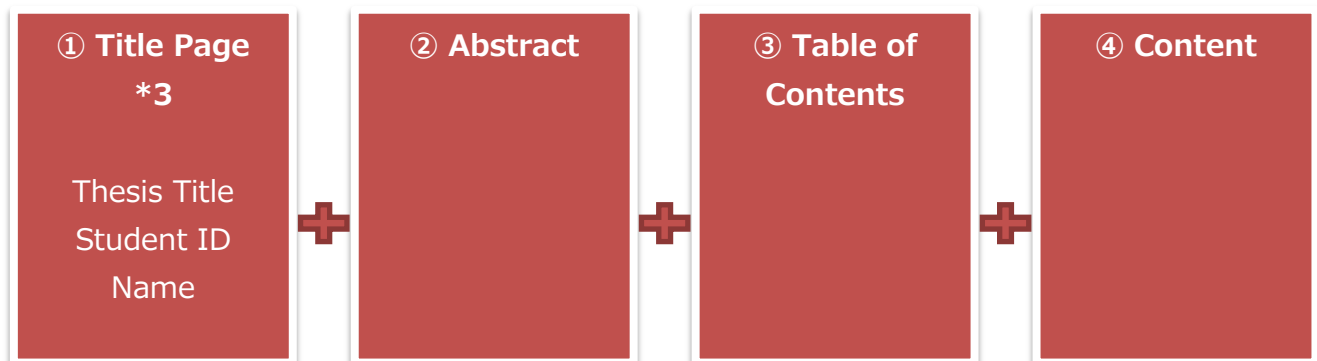 ① Title Page
*3
Thesis Title
Student ID
Name
② Abstract
③ Table of
Contents
④ Content